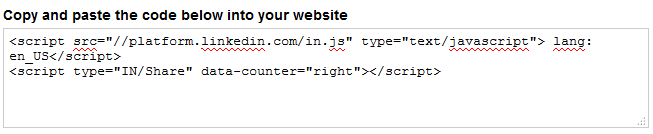 Copy and paste the code below into your website
<script src="//platform.linkedin.com/in.js" type="text/javascript"> lang:
en_US</script>
<script type="IN/Share" data-counter="right"></script>